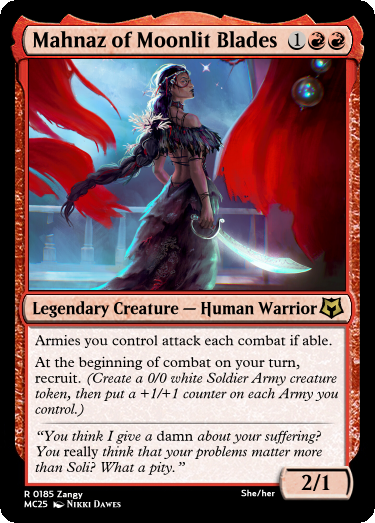 Mahnaz of Moonlit Blades 1
Legendary Creature — Human Warrior
Armies you control attack each combat if able.
At the beginning of combat on your turn,
recruit. (Create a 0/0 white Soldier Army creature
token, then put a +1/+1 counter on each Army you
control.)
“You think I give a damn about your suffering?
You really think that your problems matter more
than Soli? What a pity.”
2/1
R 0185 Zangy She/her
MC25 Nikki Dawes